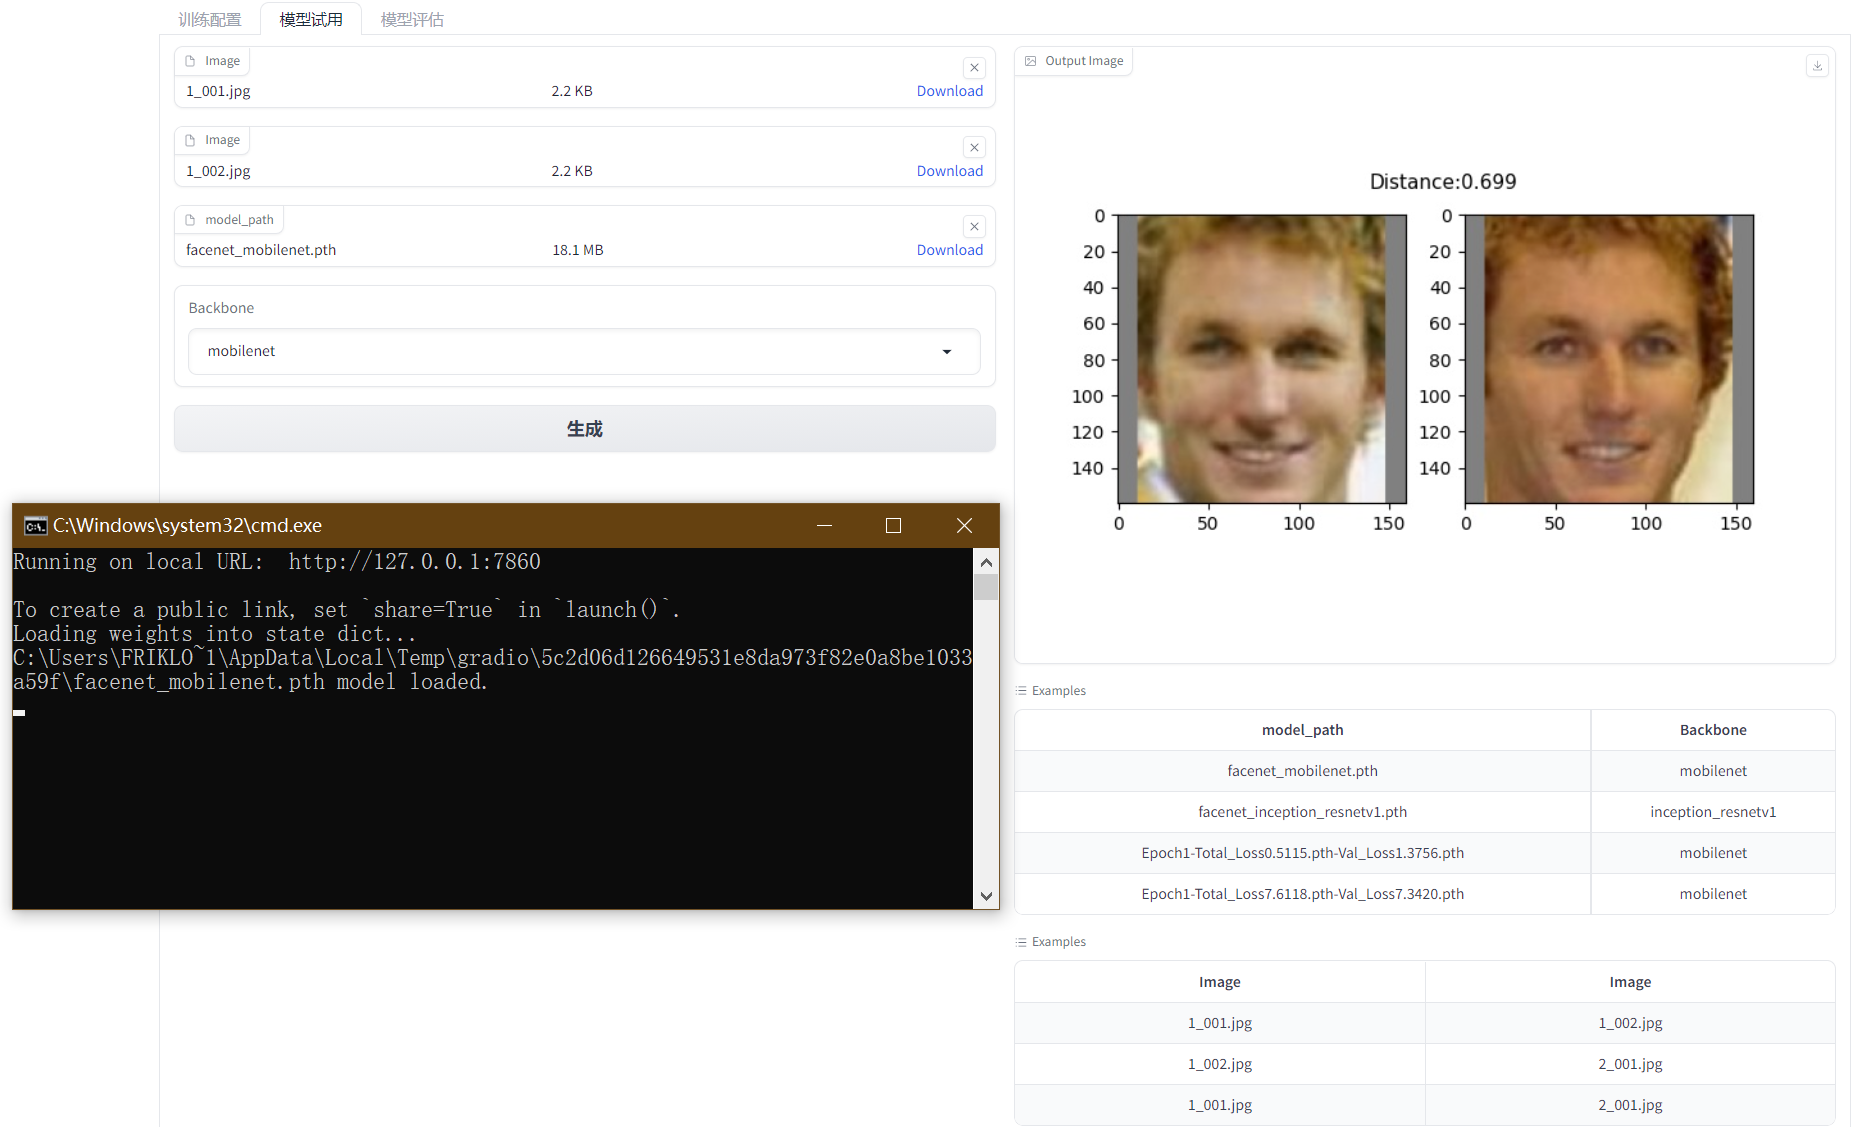 训练配置 模型试用 模型评估
Image
1_001.jpg 2.2 KB Download
Image
1_002.jpg 2.2 KB Download
model_path
facenet_mobilenet.pth 18.1 MB Download
Backbone
mobilenet
生成
C:\Windows\system32\cmd.exe
Running on local URL:  http://127.0.0.1:7860
To create a public link, set `share=True` in `launch()`.
Loading weights into state dict...
C:\Users\FRIKLO~1\AppData\Local\Temp\gradio\5c2d06d126649531e8da973f82e0a8be1033
a59f\facenet_mobilenet.pth model loaded.
Output Image
Distance:0.699
0 0
20 20
40 40
60 60
80 80
100 100
120 120
140 140
0 50 100 150 0 50 100 150
Examples
model_path Backbone
facenet_mobilenet.pth mobilenet
facenet_inception_resnetv1.pth inception_resnetv1
Epoch1-Total_Loss0.5115.pth-Val_Loss1.3756.pth mobilenet
Epoch1-Total_Loss7.6118.pth-Val_Loss7.3420.pth mobilenet
Examples
Image Image
1_001.jpg 1_002.jpg
1_002.jpg 2_001.jpg
1_001.jpg 2_001.jpg